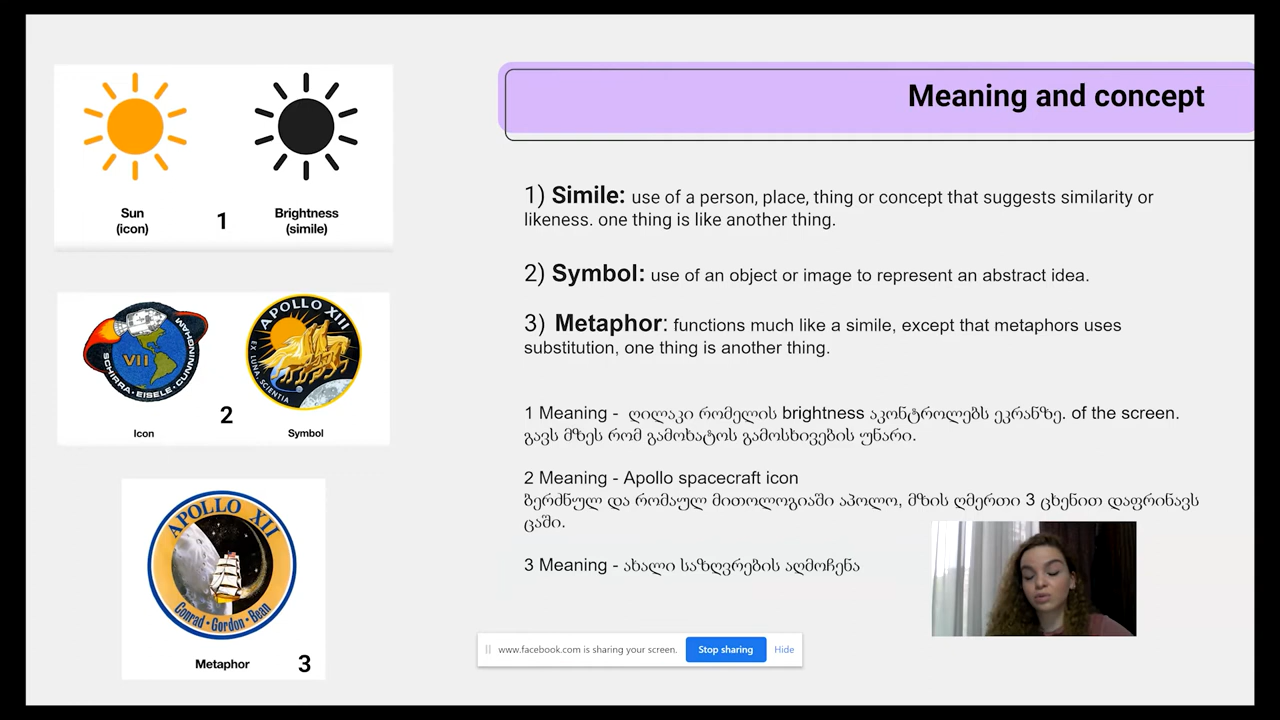 Meaning and concept
Sun
(icon)
1
Brightness
(simile)
1) Simile: use of a person, place, thing or concept that suggests similarity or
likeness. one thing is like another thing.
2) Symbol: use of an object or image to represent an abstract idea.
3) Metaphor: functions much like a simile, except that metaphors uses
substitution, one thing is another thing.
VII
SCHIRRA • EISELE • CUNNINGHAM
APOLLO XIII
EX LUNA, SCIENTIA
2
Icon
Symbol
1 Meaning - ღილაკი რომელის brightness აკონტროლებს ეკრანზე. of the screen.
გავს მზეს რომ გამოხატოს გამოსხივების უნარი.
2 Meaning - Apollo spacecraft icon
ბერძნულ და რომაულ მითოლოგიაში აპოლო, მზის ღმერთი 3 ცხენით დაფრინავს
ცაში.
3 Meaning - ახალი საზღვრების აღმოჩენა
APOLLO XII
Conrad • Gordon • Bean
Metaphor
3
www.facebook.com is sharing your screen.
Stop sharing
Hide